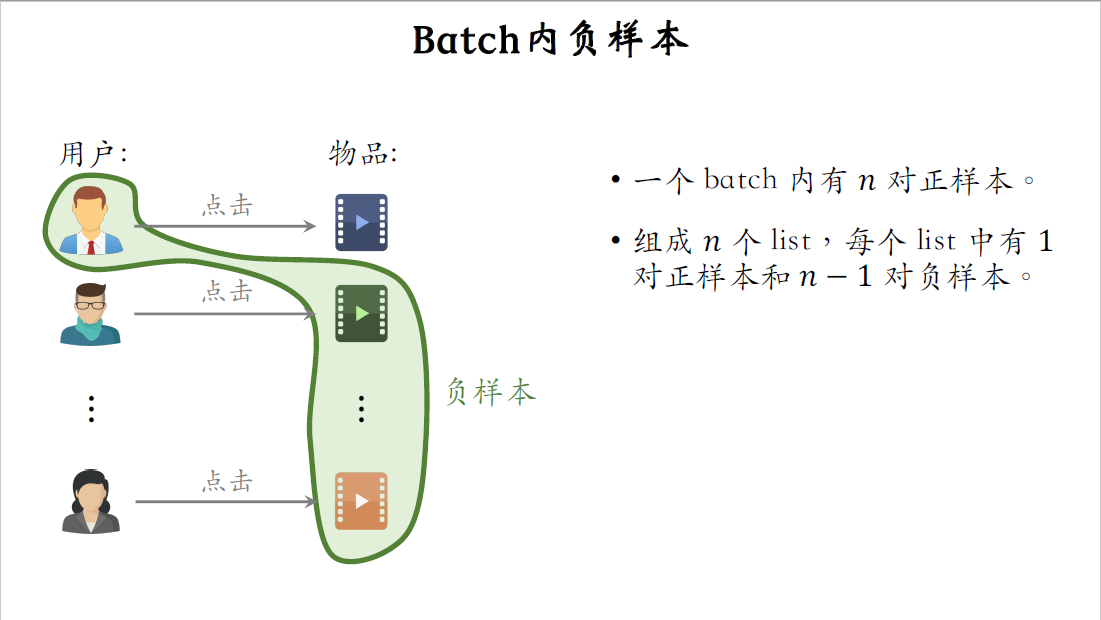 Batch内负样本
用户:
物品:
点击
点击
⋮
⋮
负样本
点击
• 一个 batch 内有 n 对正样本。
• 组成 n 个 list，每个 list 中有 1
对正样本和 n − 1 对负样本。